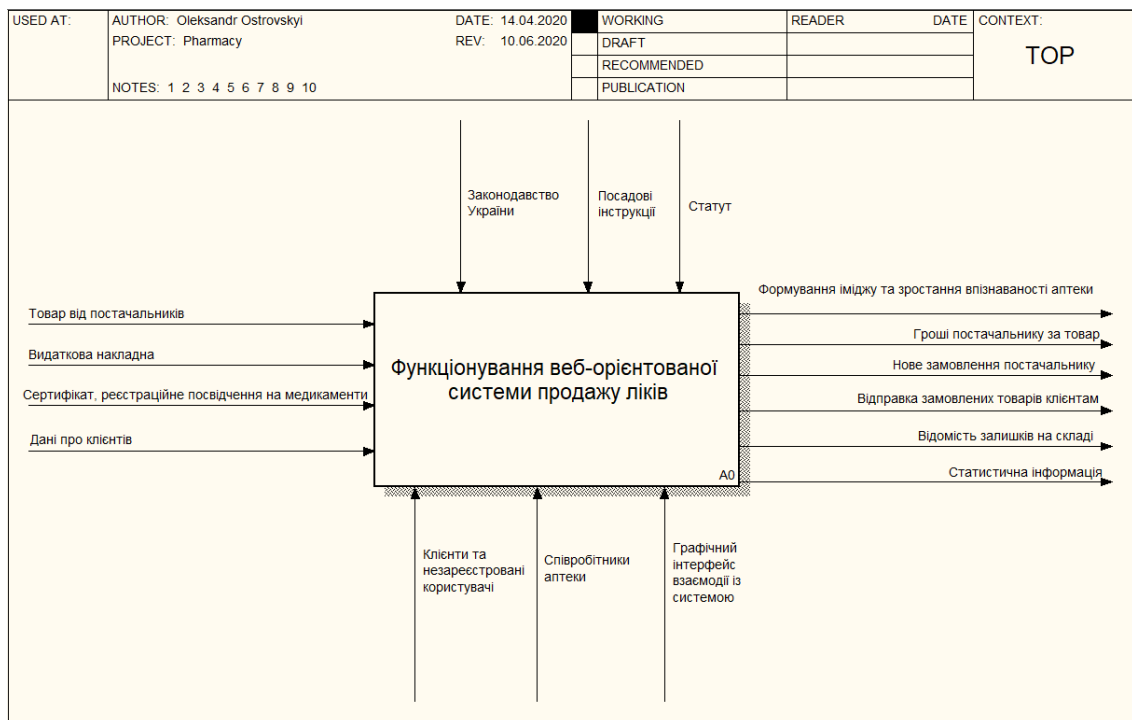 USED AT:
AUTHOR: Oleksandr Ostrovskyi
DATE: 14.04.2020
WORKING
READER
DATE
CONTEXT:
PROJECT: Pharmacy
REV: 10.06.2020
DRAFT
RECOMMENDED
TOP
NOTES: 1 2 3 4 5 6 7 8 9 10
PUBLICATION
Законодавство
України
Посадові
інструкції
Статут
Товар від постачальників
Видаткова накладна
Сертифікат, реєстраційне посвідчення на медикаменти
Дані про клієнтів
Функціонування веб-орієнтованої
системи продажу ліків
A0
Формування іміджу та зростання впізнаваності аптеки
Гроші постачальнику за товар
Нове замовлення постачальнику
Відправка замовлених товарів клієнтам
Відомість залишків на складі
Статистична інформація
Клієнти та
незареєстровані
користувачі
Співробітники
аптеки
Графічний
інтерфейс
взаємодії із
системою